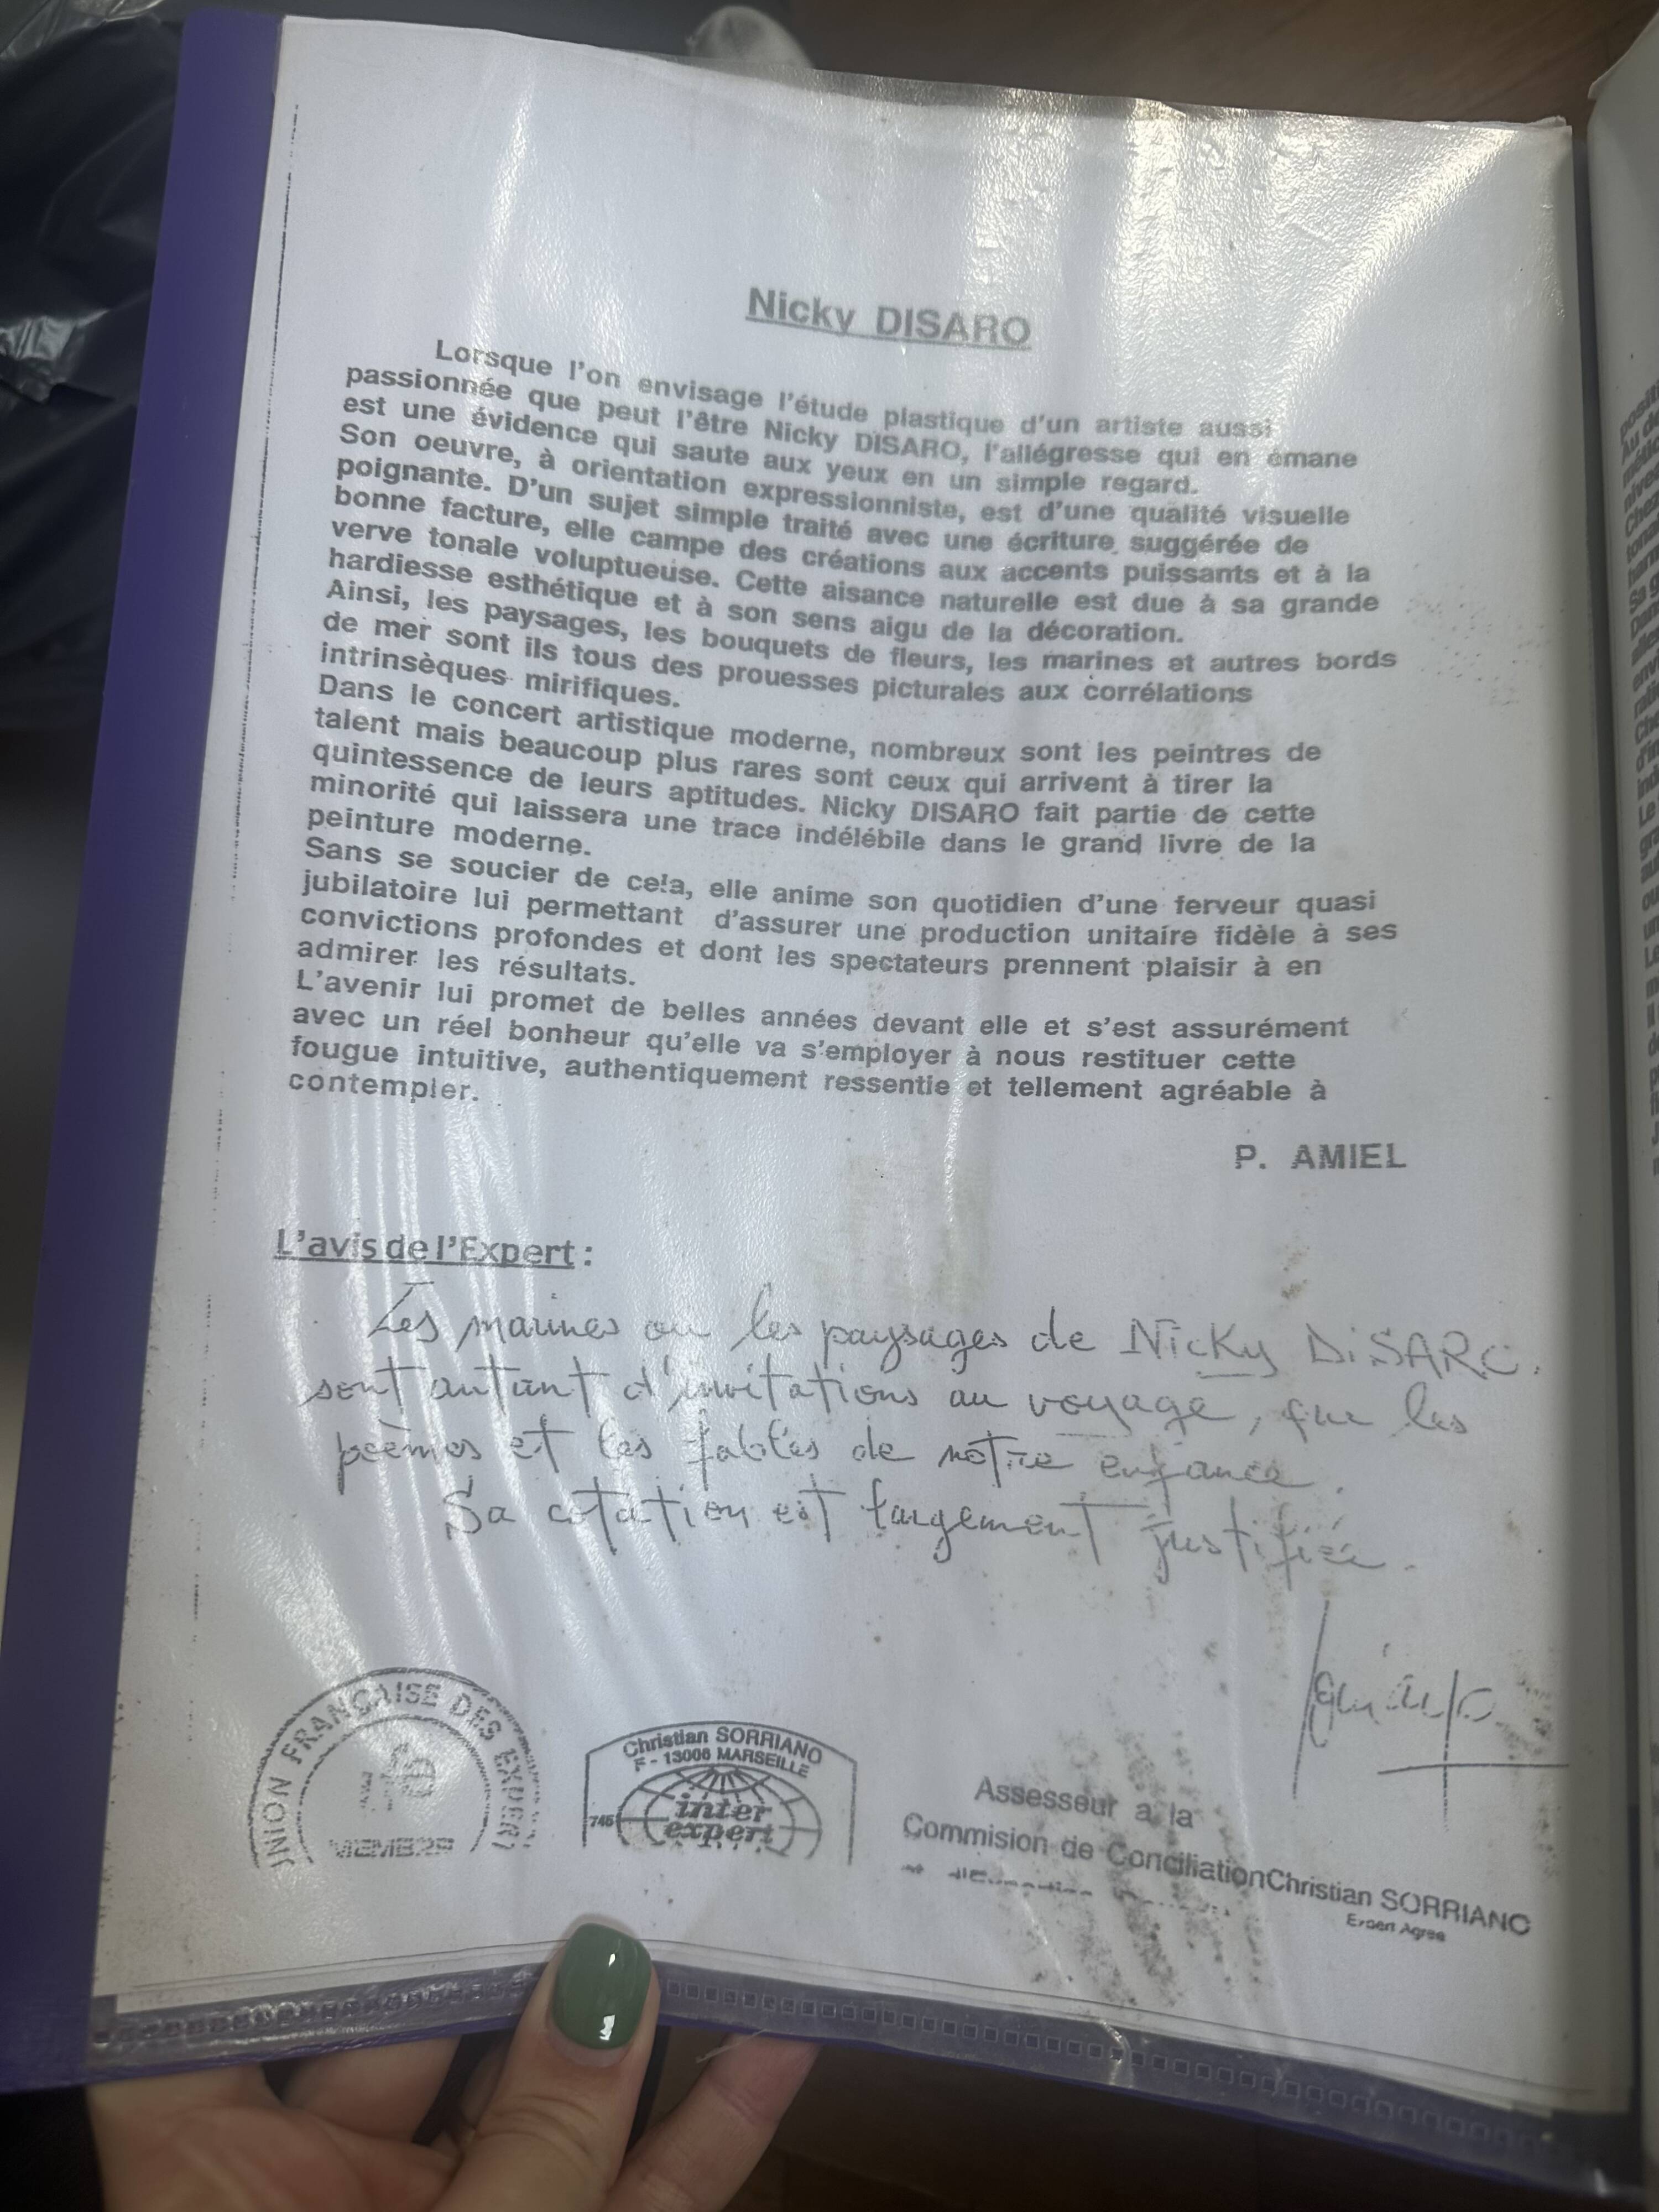 Nicky DISARO
Lorsque l'on envisage l'étude plastique d'un artiste aussi
passionnée que peut l'être Nicky DISARO, l'allégresse qui en émane
est une évidence qui saute aux yeux en un simple regard.
Son oeuvre, à orientation expressionniste, est d'une qualité visuelle
poignante. D'un sujet simple traité avec une écriture suggérée de
bonne facture, elle campe des créations aux accents puissants et à la
verve tonale voluptueuse. Cette aisance naturelle est due à sa grande
hardiesse esthétique et à son sens aigu de la décoration.
Ainsi, les paysages, les bouquets de fleurs, les marines et autres bords
de mer sont ils tous des prouesses picturales aux corrélations
intrinsèques mirifiques.
Dans le concert artistique moderne, nombreux sont les peintres de
talent mais beaucoup plus rares sont ceux qui arrivent à tirer la
quintessence de leurs aptitudes. Nicky DISARO fait partie de cette
minorité qui laissera une trace indélébile dans le grand livre de la
peinture moderne.
Sans se soucier de cela, elle anime son quotidien d'une ferveur quasi
jubilatoire lui permettant d'assurer une production unitaire fidèle à ses
convictions profondes et dont les spectateurs prennent plaisir à en
admirer les résultats.
L'avenir lui promet de belles années devant elle et s'est assurément
avec un réel bonheur qu'elle va s'employer à nous restituer cette
fougue intuitive, authentiquement ressentie et tellement agréable à
contempler.
P. AMIEL
L'avis de l'Expert :
Les marines ou les paysages de Nicky DiSARO
sont autant d'invitations au voyage, que les
poèmes et les fables de notre enfance.
Sa cotation est largement justifiée.
UNION FRANÇAISE DES EXPERTS
MEMBRE
Christian SORRIANO
F - 13006 MARSEILLE
745
inter
expert
Assesseur a la
Commision de Conciliation
Christian SORRIANO
Expert Agree